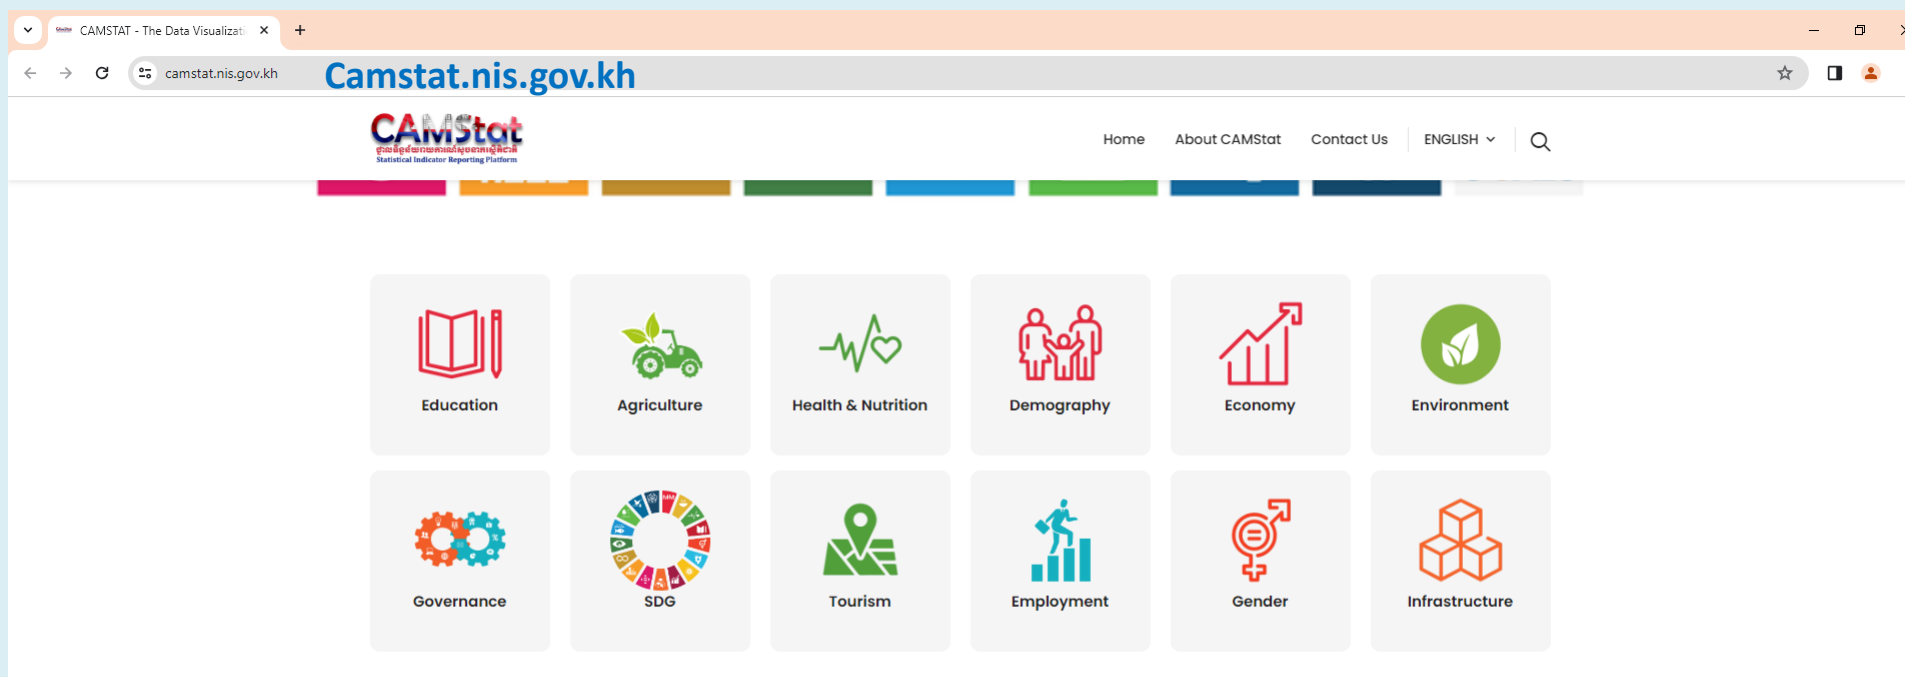 CAMSTAT - The Data Visualizati
camstat.nis.gov.kh
Camstat.nis.gov.kh
CAMStat
Statistical Indicator Reporting Platform
Home About CAMStat Contact Us ENGLISH
Education Agriculture Health & Nutrition Demography Economy Environment
Governance SDG Tourism Employment Gender Infrastructure